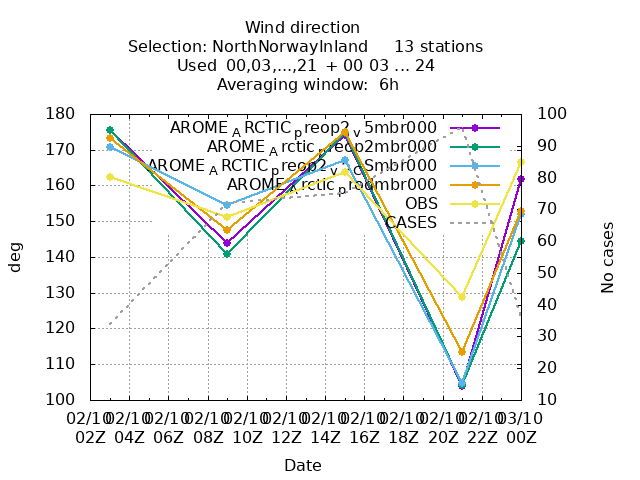 Wind direction
Selection: NorthNorwayInland 13 stations
Used 00,03,...,21 + 00 03 ... 24
Averaging window: 6h
180 100
AROME_ARCTIC_preop2_v5mbr000
170 90
AROME_Arctic_preop2mbr000
AROME_ARCTIC_preop2_v_CSmbr000
160 80
AROME_Arctic_prodmbr000
OBS
150 70
CASES
140 60
130 50
120 40
110 30
100 20
10
deg
No cases
02/10 02/10 02/10 02/10 02/10 02/10 02/10 02/10 02/10 02/10 02/10 03/10
02Z 04Z 06Z 08Z 10Z 12Z 14Z 16Z 18Z 20Z 22Z 00Z
Date